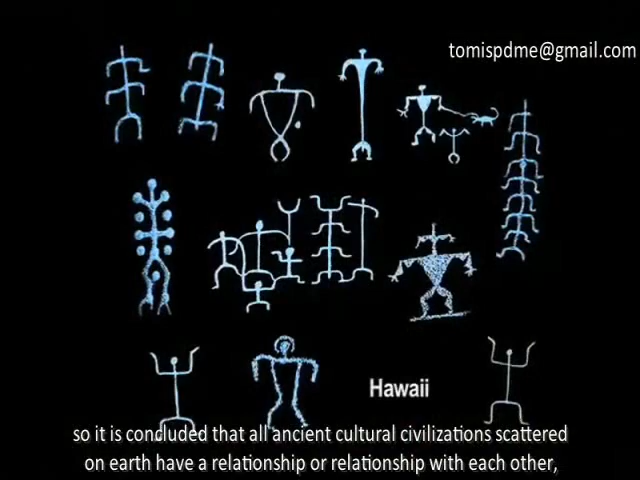 tomispdme@gmail.com
Hawaii
so it is concluded that all ancient cultural civilizations scattered
on earth have a relationship or relationship with each other,